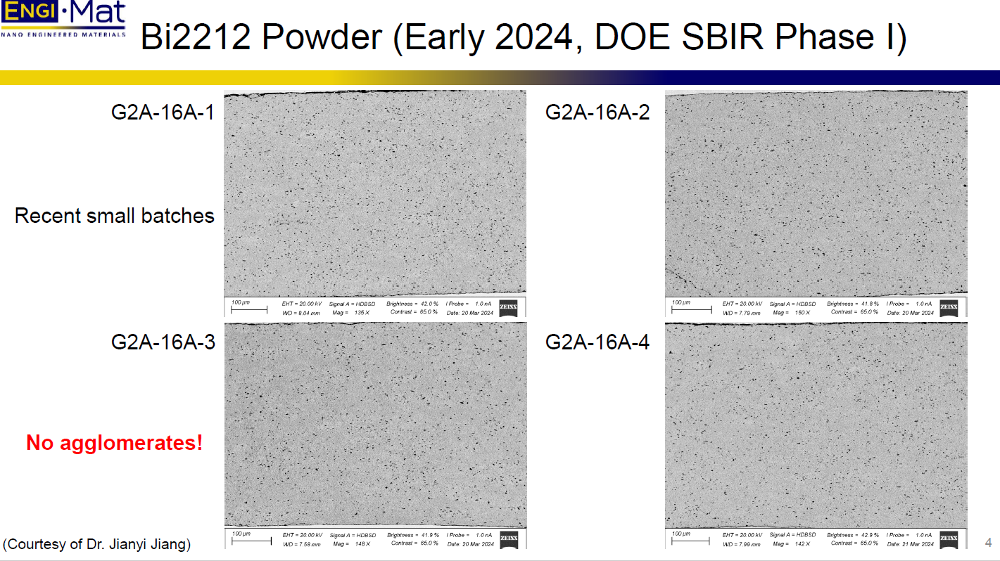 ENGI·Mat
NANO ENGINEERED MATERIALS
Bi2212 Powder (Early 2024, DOE SBIR Phase I)
G2A-16A-1
100 µm
EHT = 20.00 kV Signal A = HDBSD Brightness = 42.0 % I Probe = 1.0 nA
WD = 8.04 mm Mag = 135 X Contrast = 65.0 % Date: 20 Mar 2024
ZEISS
G2A-16A-2
100 µm
EHT = 20.00 kV Signal A = HDBSD Brightness = 41.8 % I Probe = 1.0 nA
WD = 7.79 mm Mag = 150 X Contrast = 65.0 % Date: 20 Mar 2024
ZEISS
Recent small batches
G2A-16A-3
100 µm
EHT = 20.00 kV Signal A = HDBSD Brightness = 41.9 % I Probe = 1.0 nA
WD = 7.58 mm Mag = 148 X Contrast = 65.0 % Date: 20 Mar 2024
ZEISS
G2A-16A-4
100 µm
EHT = 20.00 kV Signal A = HDBSD Brightness = 42.9 % I Probe = 1.0 nA
WD = 7.99 mm Mag = 142 X Contrast = 65.0 % Date: 21 Mar 2024
ZEISS
No agglomerates!
(Courtesy of Dr. Jianyi Jiang)
4